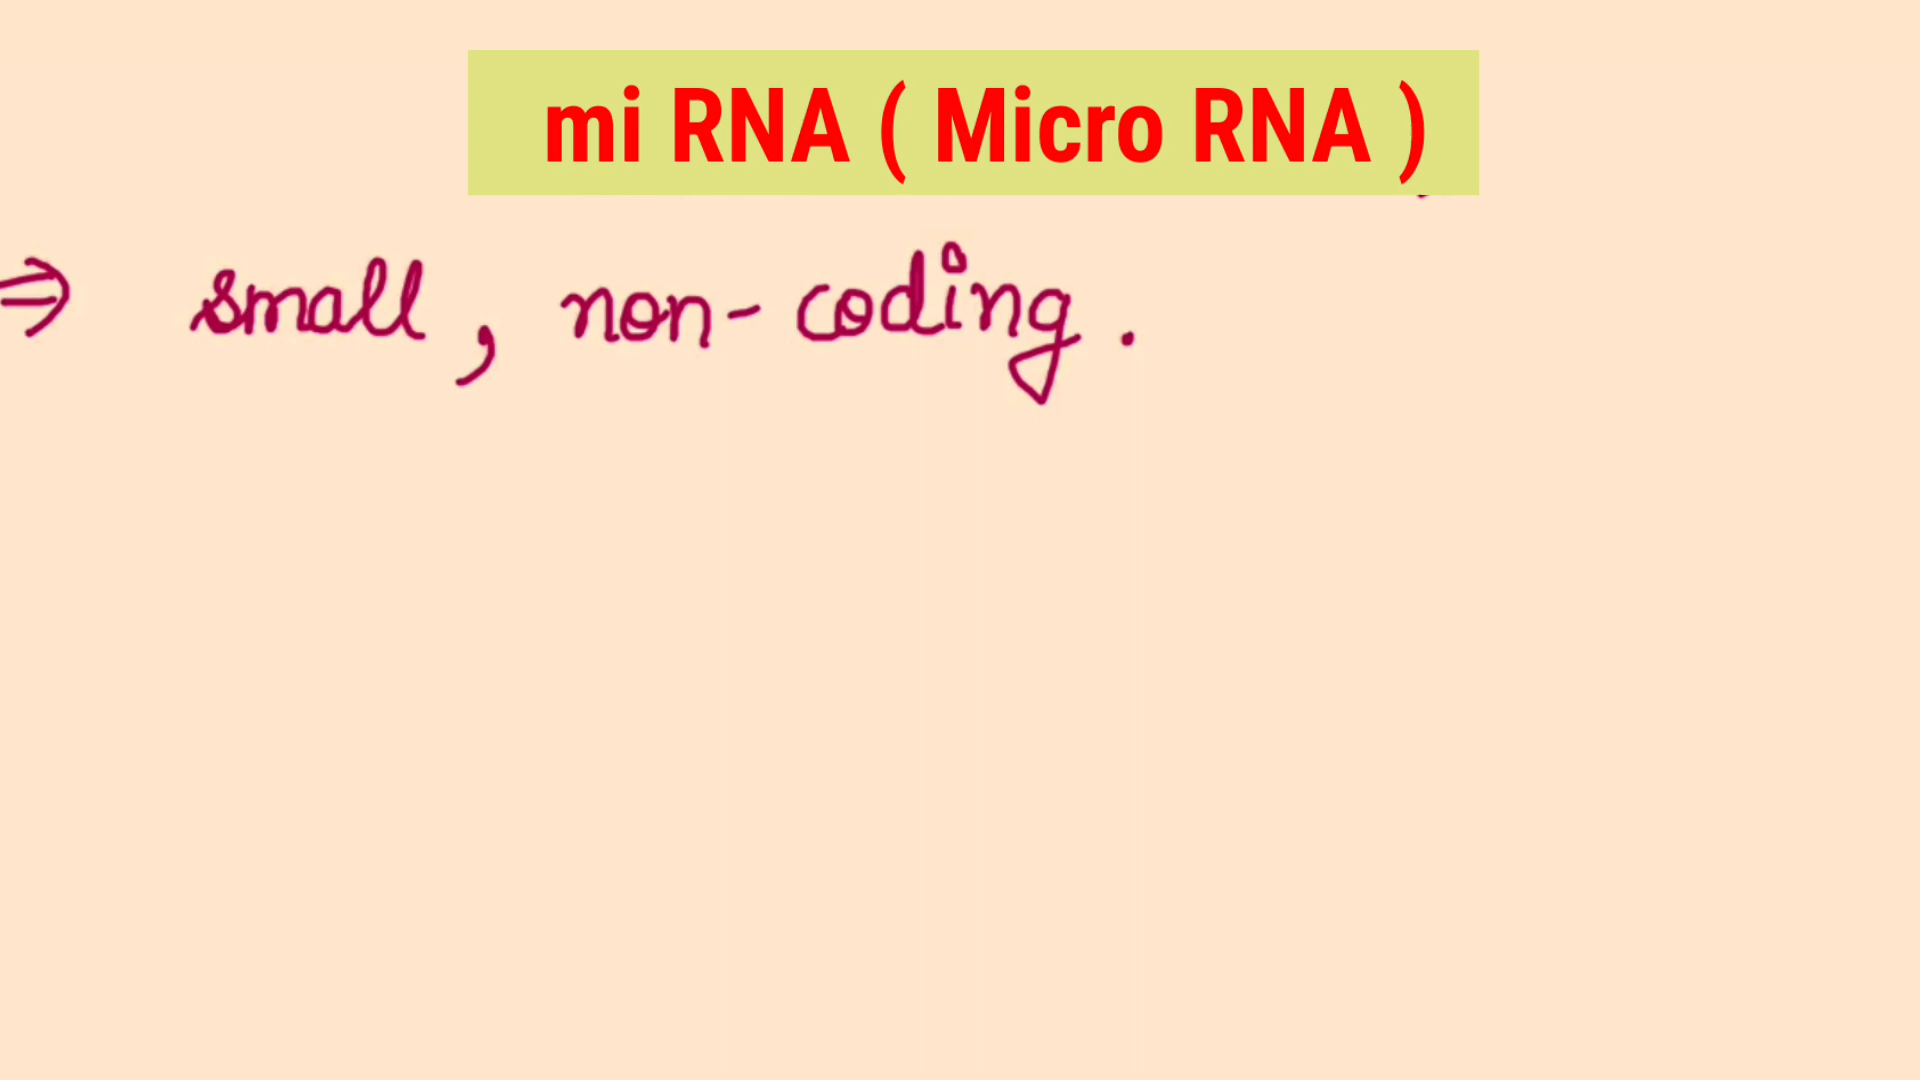 mi RNA ( Micro RNA )
⇒ small, non-coding.